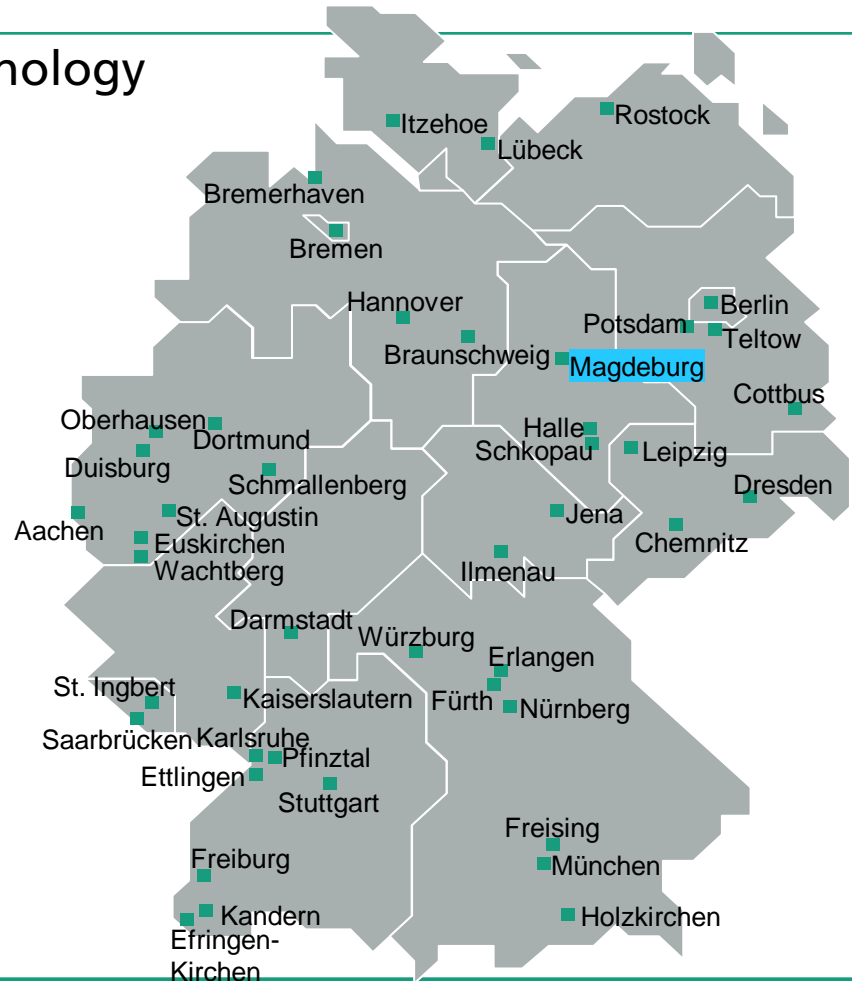 nology
Itzehoe
Rostock
Lübeck
Bremerhaven
Bremen
Hannover
Berlin
Potsdam
Teltow
Braunschweig
Magdeburg
Cottbus
Oberhausen
Dortmund
Halle
Schkopau
Leipzig
Duisburg
Schmallenberg
Dresden
Aachen
St. Augustin
Jena
Euskirchen
Chemnitz
Wachtberg
Ilmenau
Darmstadt
Würzburg
Erlangen
St. Ingbert
Kaiserslautern
Fürth
Nürnberg
Saarbrücken
Karlsruhe
Pfinztal
Ettlingen
Stuttgart
Freising
Freiburg
München
Kandern
Holzkirchen
Efringen-
Kirchen